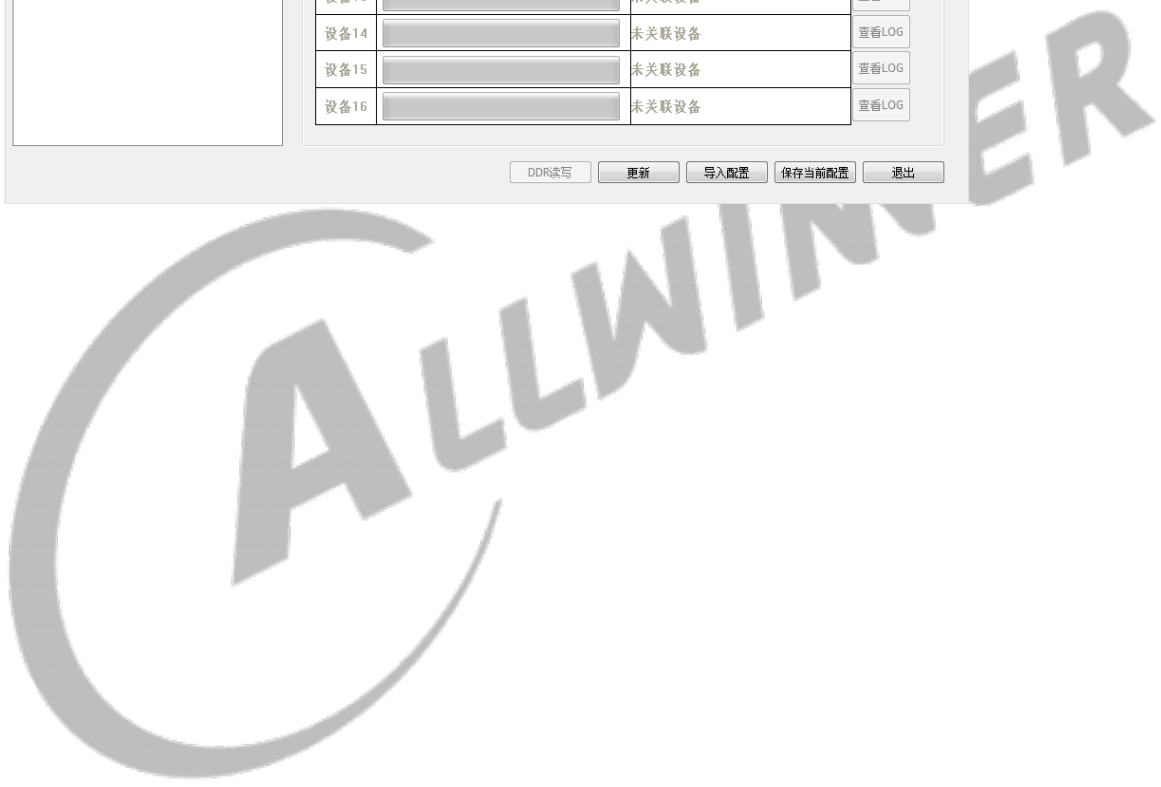 设备14 未关联设备 查看LOG
设备15 未关联设备 查看LOG
设备16 未关联设备 查看LOG
DDR读写 更新 导入配置 保存当前配置 退出
ALLWINNER